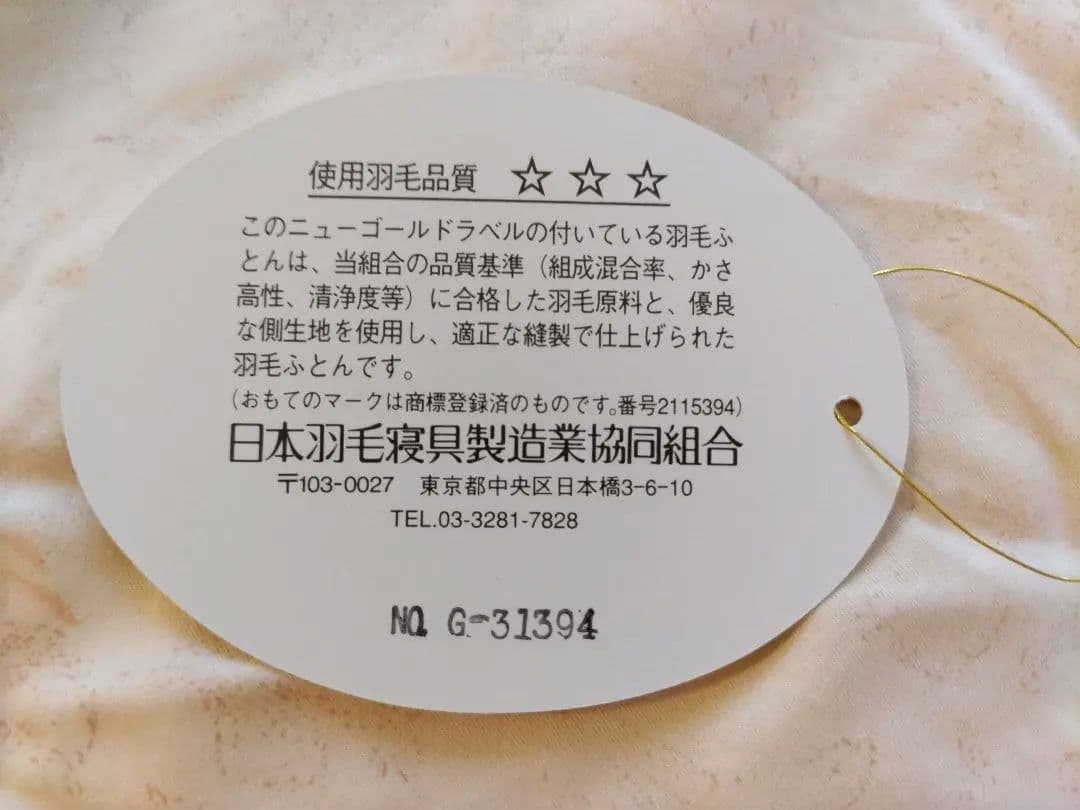 使用羽毛品質 ☆☆☆
このニューゴールドラベルの付いている羽毛ふ
とんは、当組合の品質基準（組成混合率、かさ
高性、清浄度等）に合格した羽毛原料と、優良
な側生地を使用し、適正な縫製で仕上げられた
羽毛ふとんです。
（おもてのマークは商標登録済のものです。番号2115394）
日本羽毛寝具製造業協同組合
〒103-0027 東京都中央区日本橋3-6-10
TEL.03-3281-7828
NO. G-31394